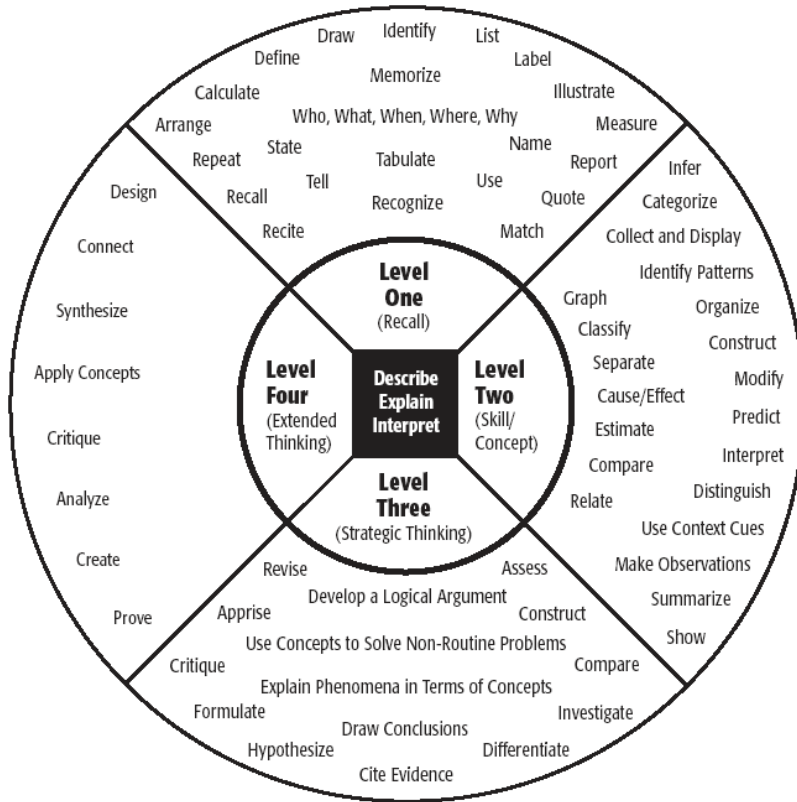 Draw
Identify
List
Define
Label
Memorize
Calculate
Illustrate
Who, What, When, Where, Why
Arrange
Measure
State
Name
Repeat
Tabulate
Report
Recall
Tell
Use
Quote
Recognize
Recite
Match
Level
One
(Recall)
Infer
Categorize
Collect and Display
Identify Patterns
Graph
Organize
Classify
Construct
Separate
Modify
Cause/Effect
Predict
Estimate
Interpret
Compare
Distinguish
Relate
Use Context Cues
Make Observations
Summarize
Show
Level
Two
(Skill/
Concept)
Describe
Explain
Interpret
Level
Three
(Strategic Thinking)
Revise
Assess
Develop a Logical Argument
Apprise
Construct
Use Concepts to Solve Non-Routine Problems
Critique
Compare
Explain Phenomena in Terms of Concepts
Formulate
Investigate
Draw Conclusions
Hypothesize
Differentiate
Cite Evidence
Level
Four
(Extended
Thinking)
Design
Connect
Synthesize
Apply Concepts
Critique
Analyze
Create
Prove